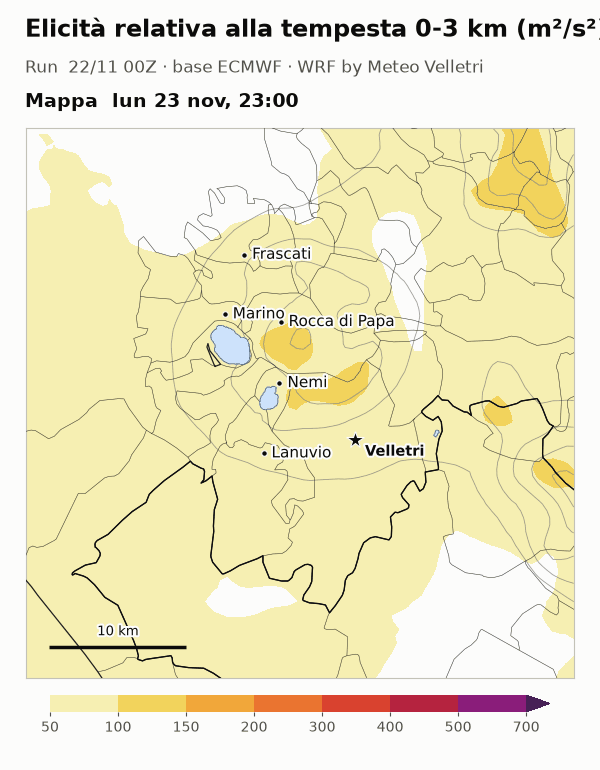 Elicità relativa alla tempesta 0-3 km (m²/s²)
Run 22/11 00Z · base ECMWF · WRF by Meteo Velletri
Mappa lun 23 nov, 23:00
Frascati
Marino
Rocca di Papa
Nemi
Lanuvio
Velletri
10 km
50 100 150 200 300 400 500 700